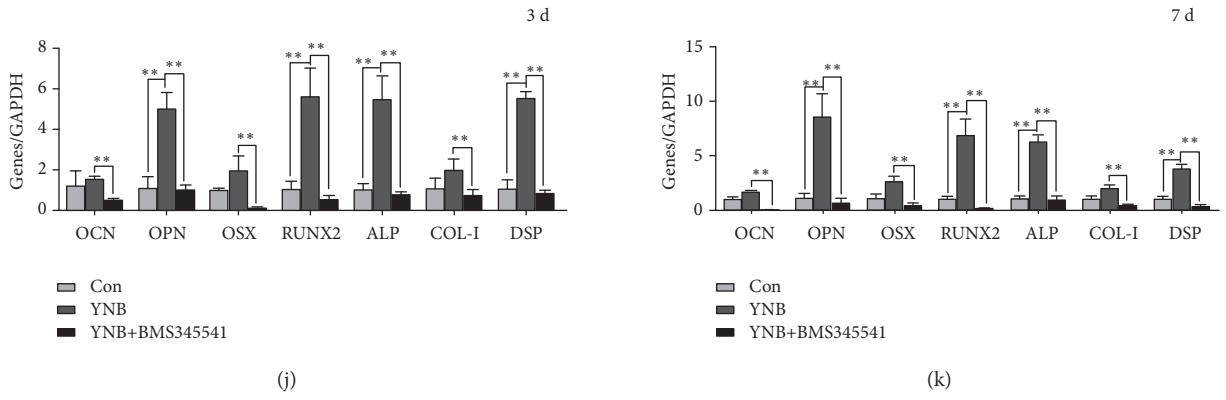 3 d
8
6
4
2
0
Genes/GAPDH
** ** ** ** ** ** ** ** ** ** **
OCN OPN OSX RUNX2 ALP COL-I DSP
Con
YNB
YNB+BMS345541
(j)
7 d
15
10
5
0
Genes/GAPDH
** ** ** ** ** ** ** ** ** ** **
OCN OPN OSX RUNX2 ALP COL-I DSP
Con
YNB
YNB+BMS345541
(k)